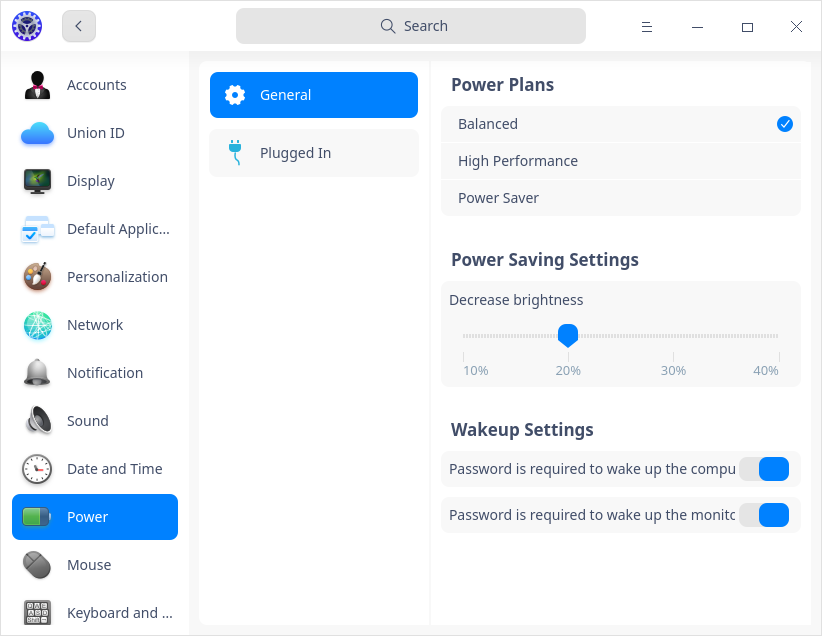 Search
Accounts
Union ID
Display
Default Applic...
Personalization
Network
Notification
Sound
Date and Time
Power
Mouse
Keyboard and ...
General
Plugged In
Power Plans
Balanced
High Performance
Power Saver
Power Saving Settings
Decrease brightness
10% 20% 30% 40%
Wakeup Settings
Password is required to wake up the compu
Password is required to wake up the monitc